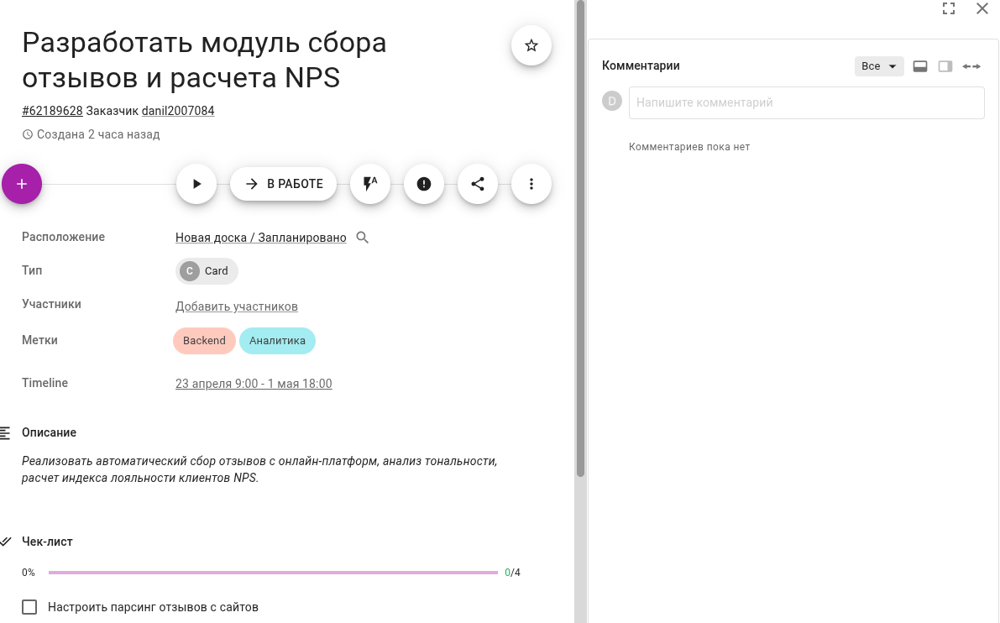 Разработать модуль сбора
отзывов и расчета NPS
#62189628 Заказчик danil2007084
Создана 2 часа назад
В РАБОТЕ
A
Расположение
Новая доска / Запланировано
Тип
C Card
Участники
Добавить участников
Метки
Backend Аналитика
Timeline
23 апреля 9:00 - 1 мая 18:00
Описание
Реализовать автоматический сбор отзывов с онлайн-платформ, анализ тональности,
расчет индекса лояльности клиентов NPS.
Чек-лист
0% 0/4
Настроить парсинг отзывов с сайтов
Комментарии
Все
D
Напишите комментарий
Комментариев пока нет